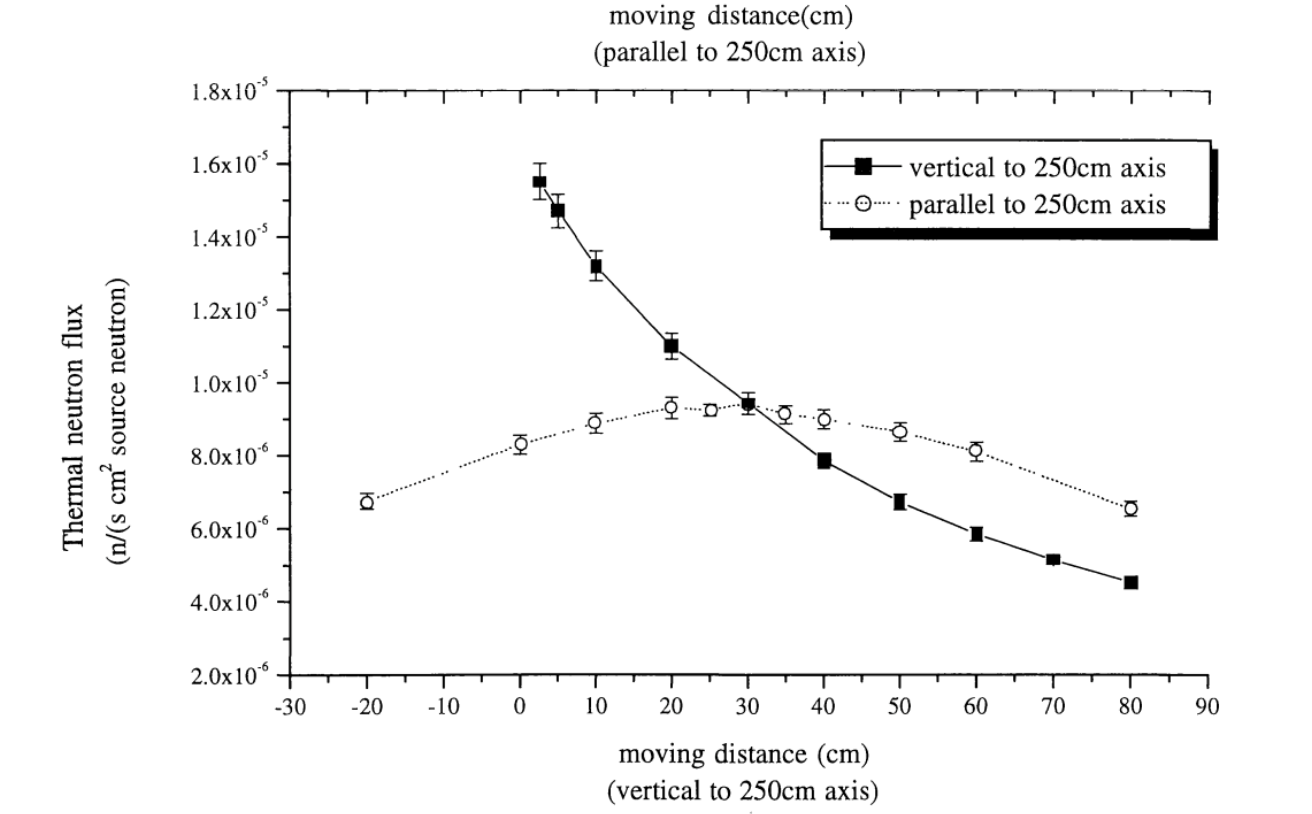 moving distance(cm)
(parallel to 250cm axis)
1.8x10⁻⁵
1.6x10⁻⁵
1.4x10⁻⁵
1.2x10⁻⁵
1.0x10⁻⁵
8.0x10⁻⁶
6.0x10⁻⁶
4.0x10⁻⁶
2.0x10⁻⁶
vertical to 250cm axis
parallel to 250cm axis
Thermal neutron flux
(n/(s cm² source neutron)
-30 -20 -10 0 10 20 30 40 50 60 70 80 90
moving distance (cm)
(vertical to 250cm axis)